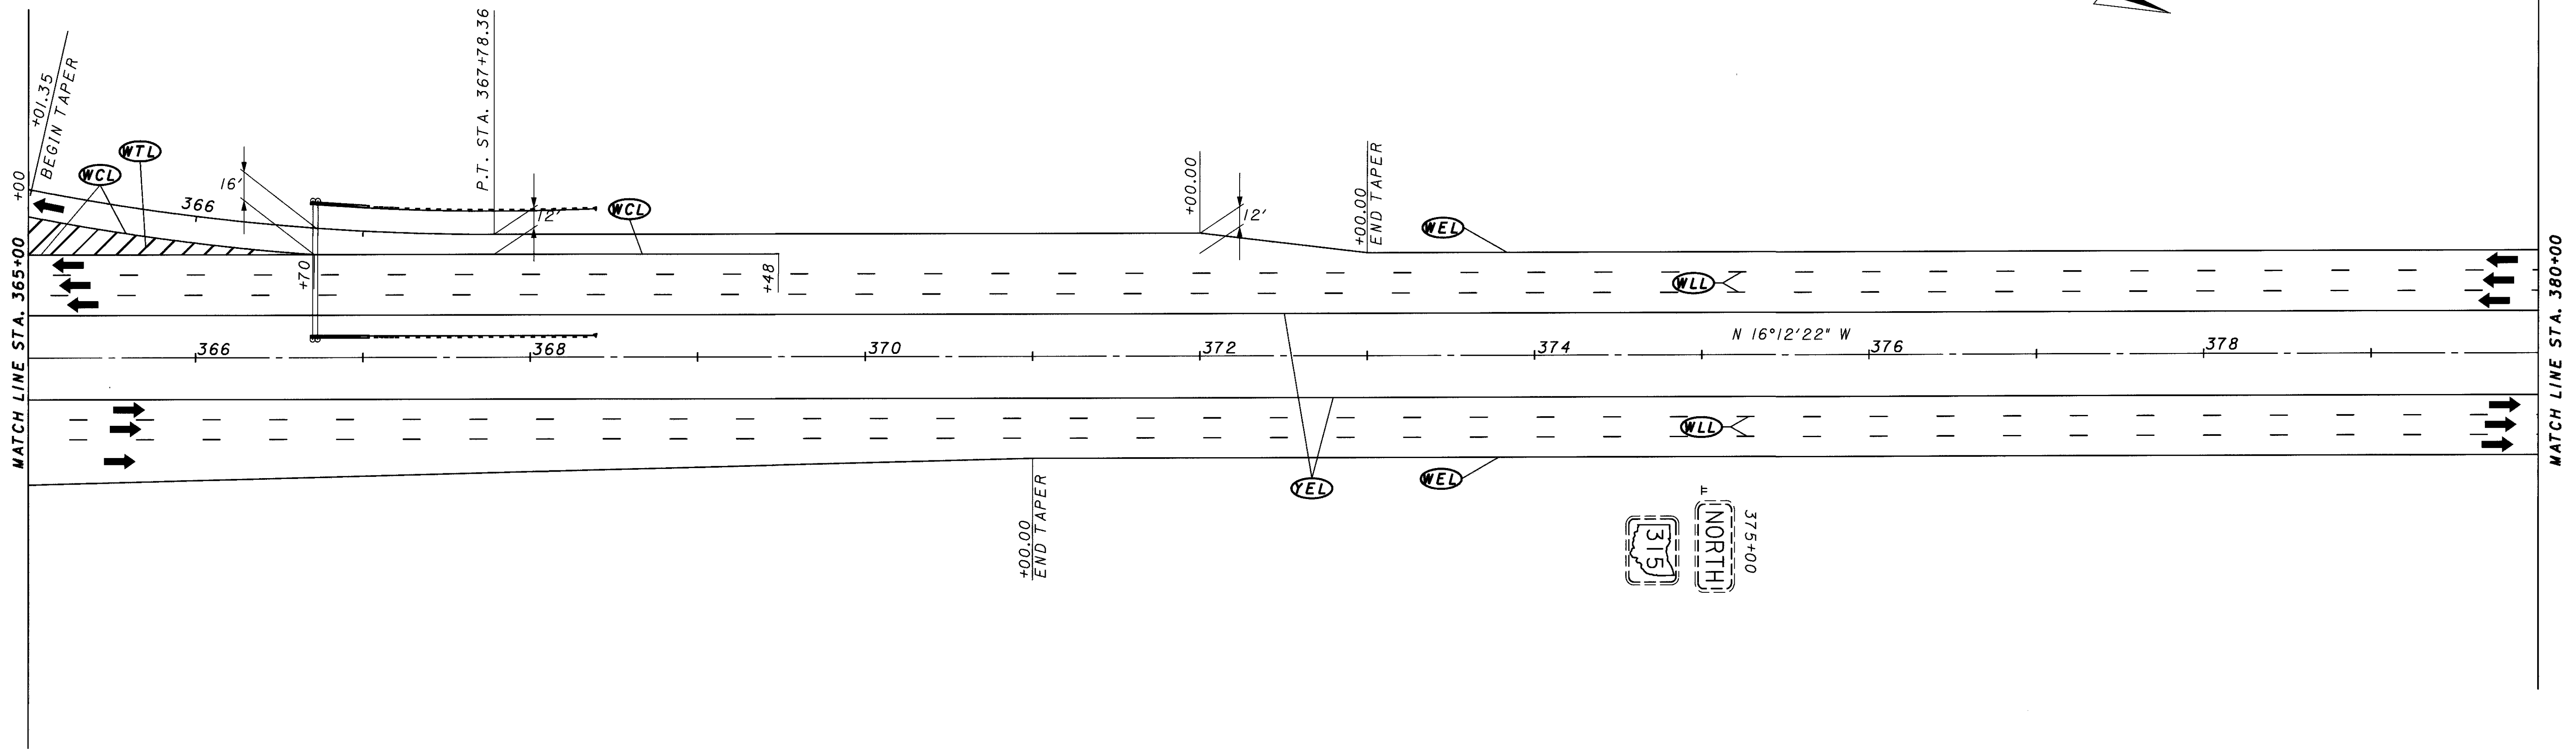 MATCH LINE STA. 365+00
+00
+01.35
BEGIN TAPER
WCL
WTL
366
16'
+70
P.T. STA. 367+78.36
12'
WCL
+48
+00.00
12'
+00.00
END TAPER
WEL
WLL
N 16°12'22" W
366
368
370
372
374
376
378
WLL
YEL
WEL
+00.00
END TAPER
375+00
NORTH
315
MATCH LINE STA. 380+00